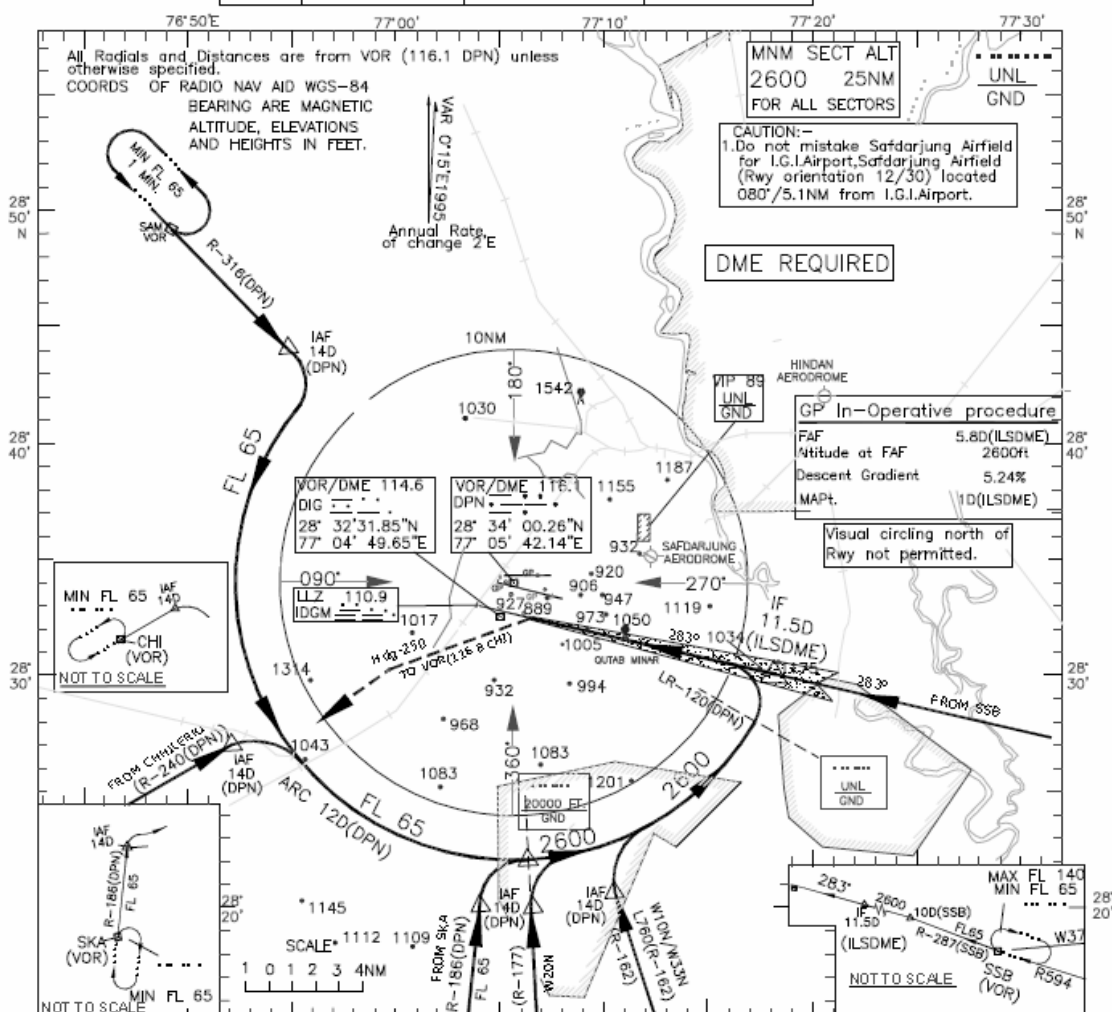 76°50'E
77°00'
77°10'
77°20'
77°30'
All Radials and Distances are from VOR (116.1 DPN) unless
otherwise specified.
COORDS OF RADIO NAV AID WGS-84
BEARING ARE MAGNETIC
ALTITUDE, ELEVATIONS
AND HEIGHTS IN FEET.
VAR 0°15'E1995
Annual Rate
of change 2'E
MNM SECT ALT
2600 25NM
FOR ALL SECTORS
UNL
GND
CAUTION:-
1.Do not mistake Safdarjung Airfield
for I.G.I.Airport,Safdarjung Airfield
(Rwy orientation 12/30) located
080°/5.1NM from I.G.I.Airport.
DME REQUIRED
28°
50'
N
28°
50'
N
MIN FL 65
1 MIN.
SAM
VOR
R-316(DPN)
IAF
14D
(DPN)
10NM
180°
1542
1030
HINDAN
AERODROME
VIP 89
UNL
GND
GP In-Operative procedure
FAF 5.8D(ILSDME)
Altitude at FAF 2600ft
Descent Gradient 5.24%
MAPt. 1D(ILSDME)
Visual circling north of
Rwy not permitted.
28°
40'
28°
40'
FL 65
VOR/DME 114.6
DIG
28° 32'31.85"N
77° 04' 49.65"E
VOR/DME 116.1
DPN
28° 34' 00.26"N
77° 05' 42.14"E
1187
1155
932
SAFDARJUNG
AERODROME
920
906
947
090°
270°
LLZ 110.9
IDGM
GP
GP
927
889
973
1050
1119
1017
1005
QUTAB MINAR
IF
11.5D
(ILSDME)
1034
283°
283°
FROM SSB
Hdg-250
TO VOR(116.8 CHI)
LR-120(DPN)
1314
932
994
968
28°
30'
28°
30'
MIN FL 65
IAF
14D
CHI
(VOR)
NOT TO SCALE
FROM CHHILERKI
(R-240(DPN))
IAF
14D
(DPN)
1043
ARC 12D(DPN)
FL 65
1083
1083
360°
20000 FT.
GND
1201
2600
2600
UNL
GND
IAF
14D
R-186(DPN)
FL 65
SKA
(VOR)
MIN FL 65
NOT TO SCALE
1145
1112
1109
SCALE
1 0 1 2 3 4NM
IAF
14D
(DPN)
IAF
14D
(DPN)
FROM SKA
R-186(DPN)
FL 65
(R-177)
W20N
W10N/W33N
L760(R-162)
(R-162)
28°
20'
28°
20'
MAX FL 140
MIN FL 65
283°
2600
IF
11.5D
(ILSDME)
10D(SSB)
FL65
R-287(SSB)
SSB
(VOR)
W37
R594
NOT TO SCALE